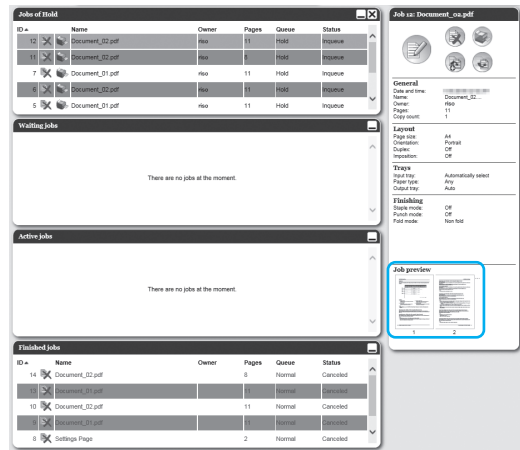 Jobs of Hold
ID Name Owner Pages Queue Status
12 Document_02.pdf riso 11 Hold Inqueue
11 Document_02.pdf riso Hold Inqueue
7 Document_01.pdf riso 11 Hold Inqueue
6 Document_02.pdf riso 11 Hold Inqueue
5 Document_01.pdf riso 11 Hold Inqueue
Waiting jobs
There are no jobs at the moment.
Active jobs
There are no jobs at the moment.
Finished jobs
ID Name Owner Pages Queue Status
14 Document_02.pdf 8 Normal Canceled
13 Document_01.pdf 11 Normal Canceled
10 Document_02.pdf 11 Normal Canceled
9 Document_01.pdf 11 Normal Canceled
8 Settings Page 2 Normal Canceled
Job 12: Document_02.pdf
General
Date and time:
Name: Document_02....
Owner: riso
Pages: 11
Copy count: 1
Layout
Page size: A4
Orientation: Portrait
Duplex: Off
Imposition: Off
Trays
Input tray: Automatically select
Paper type: Any
Output tray: Auto
Finishing
Staple mode: Off
Punch mode: Off
Fold mode: Non fold
Job preview
1 2